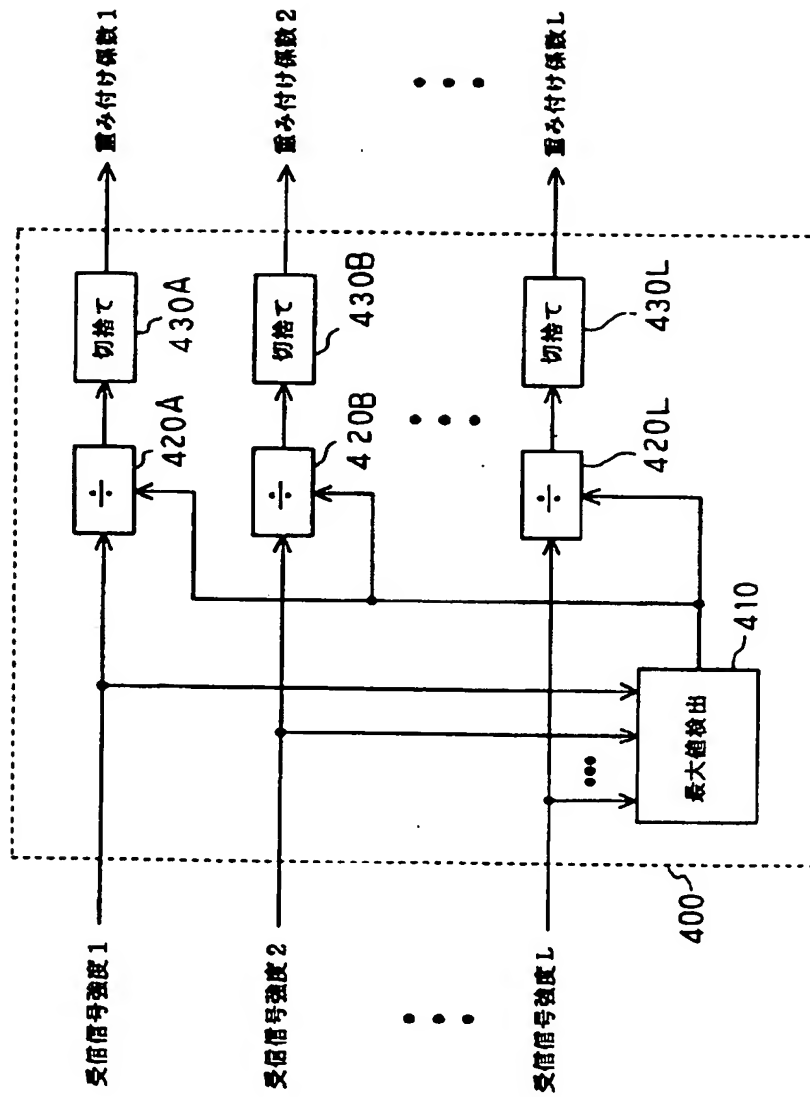 受信信号強度1
÷
420A
切捨て
430A
重み付け係数1
受信信号強度2
÷
420B
切捨て
430B
重み付け係数2
受信信号強度L
÷
420L
切捨て
430L
重み付け係数L
最大値検出
410
400